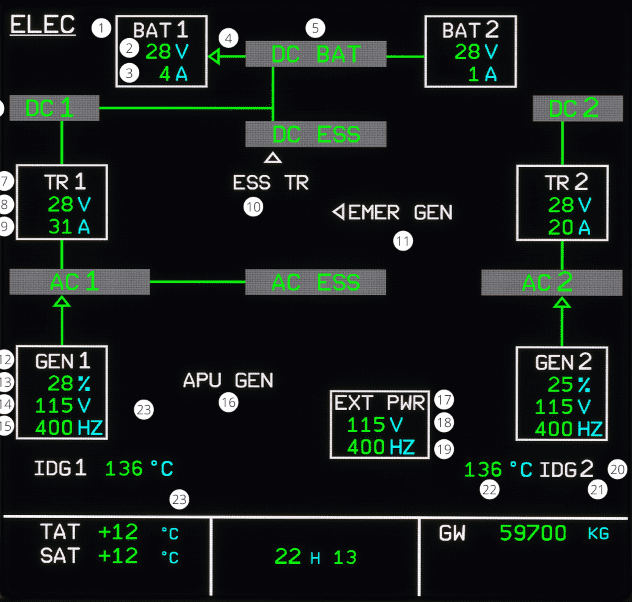 ELEC 1 BAT 1 4 5 BAT 2
2 28 V DC BAT 28 V
3 4 A 1 A
DC 1 DC 2
DC ESS
7 TR 1 ESS TR TR 2
8 28 V 10 28 V
9 31 A EMER GEN 20 A
11
AC 1 AC ESS AC 2
12 GEN 1 GEN 2
13 28 % APU GEN 25 %
14 115 V 23 16 EXT PWR 17 115 V
15 400 HZ 115 V 18 400 HZ
400 HZ 19
IDG 1 136 °C 136 °C IDG 2 20
23 22 21
TAT +12 °C GW 59700 KG
SAT +12 °C 22 H 13